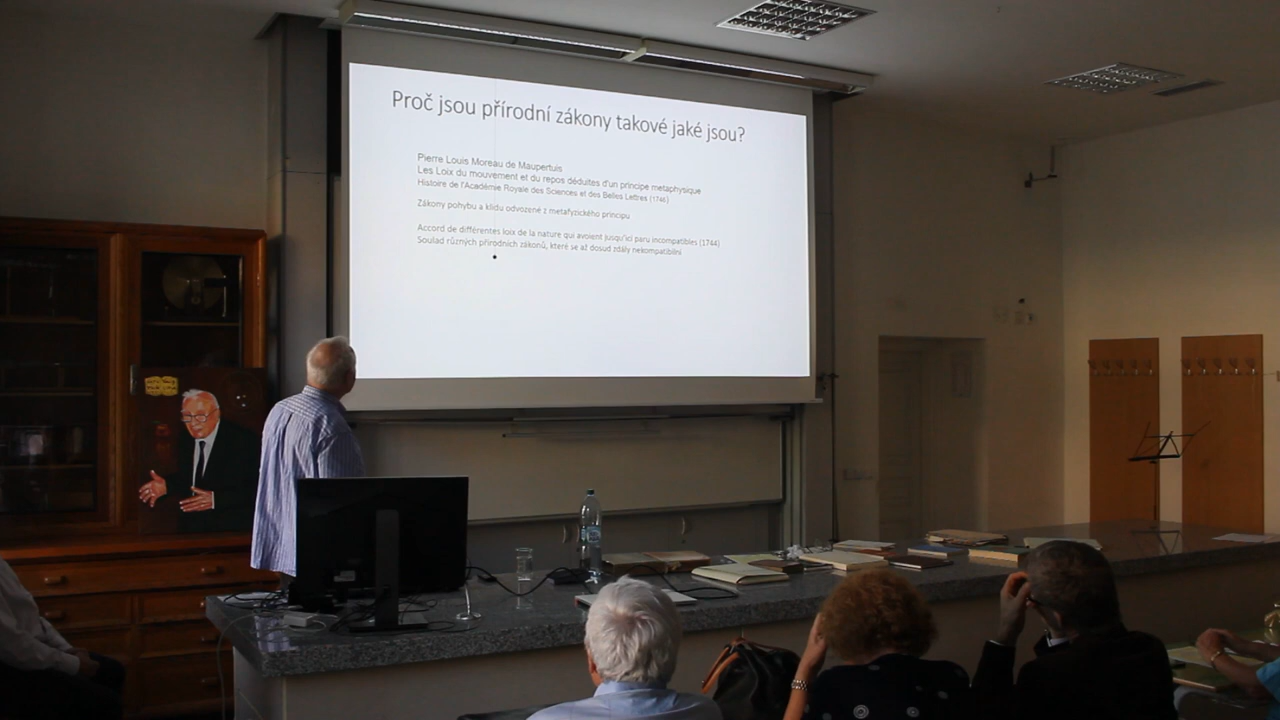 Proč jsou přírodní zákony takové jaké jsou?
Pierre Louis Moreau de Maupertuis
Les Loix du mouvement et du repos déduites d'un principe metaphysique
Histoire de l'Académie Royale des Sciences et des Belles Lettres (1746)
Zákony pohybu a klidu odvozené z metafyzického principu
Accord de différentes loix de la nature qui avoient jusqu'ici paru incompatibles (1744)
Soulad různých přírodních zákonů, které se až dosud zdály nekompatibilní